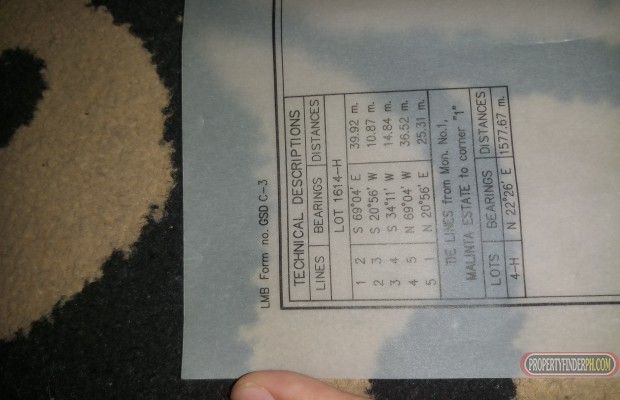 LMB Form no. GSD C-3
TECHNICAL DESCRIPTIONS
LINES BEARINGS DISTANCES
LOT 1614-H
1 2 S 69°04' E 39.92 m.
2 3 S 20°56' W 10.87 m.
3 4 S 34°11' W 14.84 m.
4 5 N 69°04' W 36.52 m.
5 1 N 20°56' E 25.31 m.
TIE LINES from Mon. No.1,
MALINTA ESTATE to corner "1"
LOTS BEARINGS DISTANCES
4-H N 22°26' E 1577.67 m.
PROPERTYFINDERPH.COM